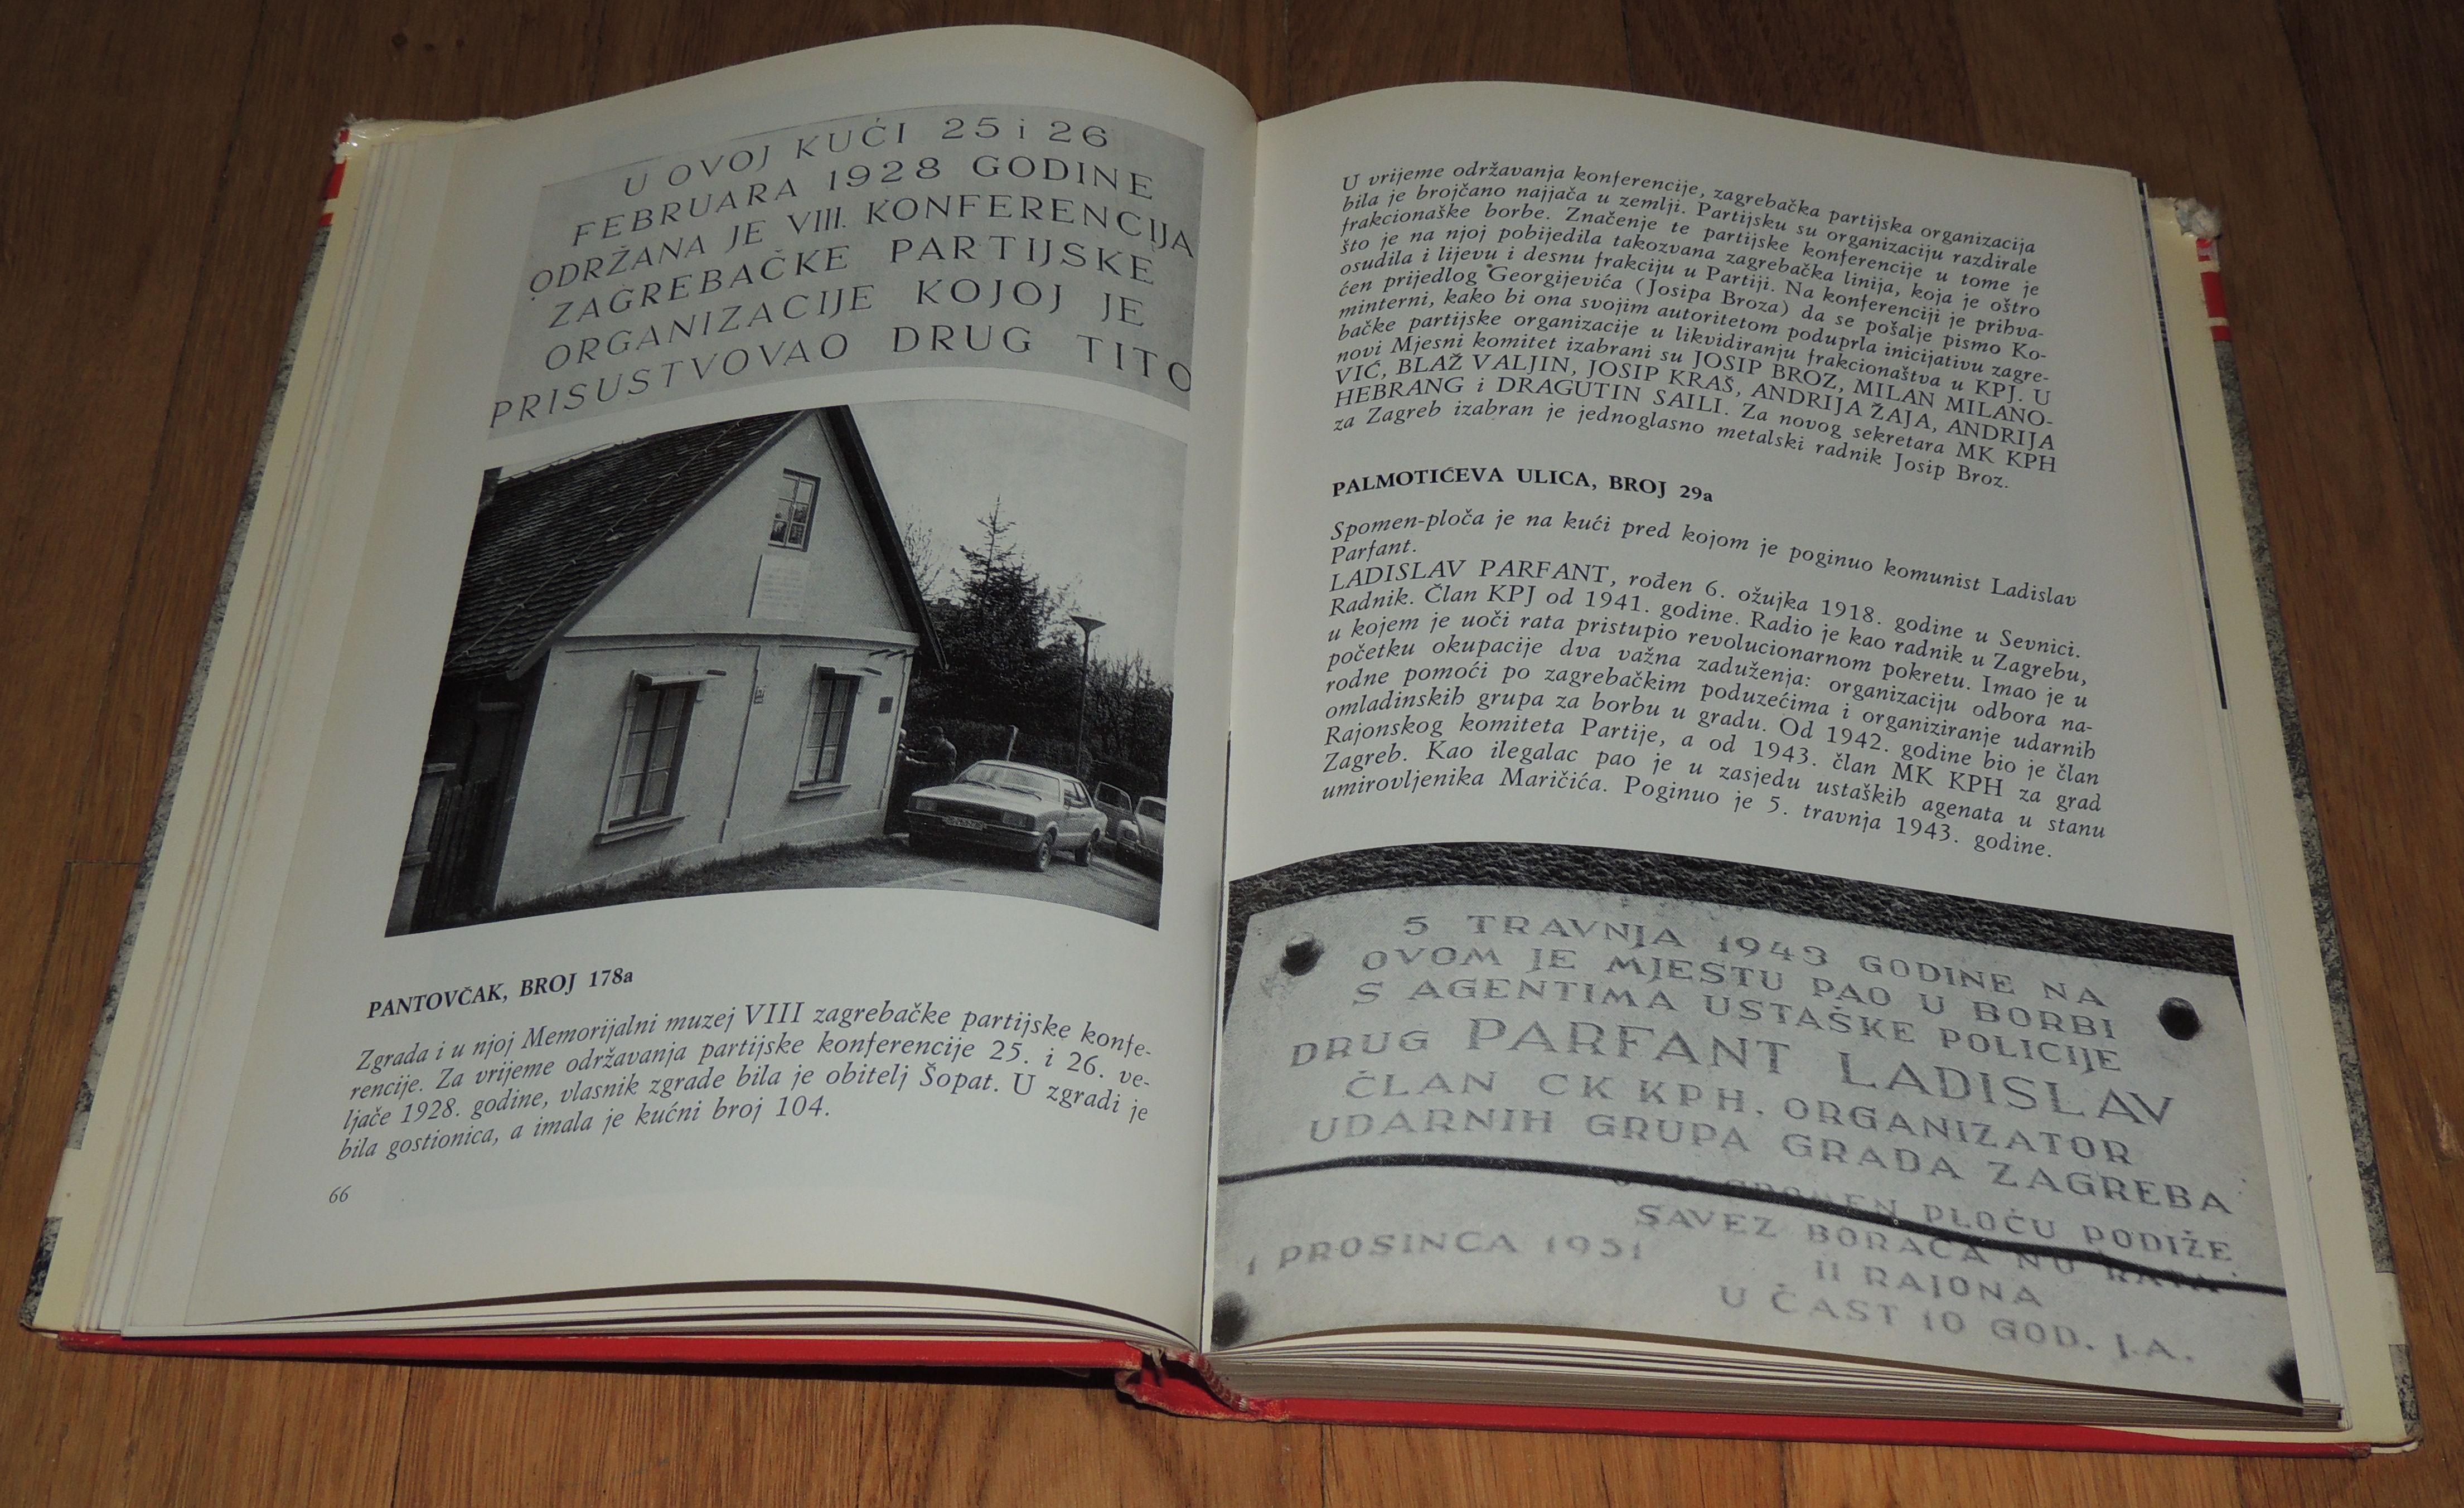 U OVOJ KUĆI 25 i 26
FEBRUARA 1928 GODINE
ODRŽANA JE VIII. KONFERENCIJA
ZAGREBAČKE PARTIJSKE
ORGANIZACIJE KOJOJ JE
PRISUSTVOVAO DRUG TITO
PANTOVČAK, BROJ 178a
Zgrada i u njoj Memorijalni muzej VIII zagrebačke partijske konfe-
rencije. Za vrijeme održavanja partijske konferencije 25. i 26. ve-
ljače 1928. godine, vlasnik zgrade bila je obitelj Šopat. U zgradi je
bila gostionica, a imala je kućni broj 104.
66
U vrijeme održavanja konferencije, zagrebačka partijska organizacija
bila je brojčano najjača u zemlji. Partijsku su organizaciju razdirale
frakcionaške borbe. Značenje te partijske konferencije u tome je
što je na njoj pobijedila takozvana zagrebačka linija, koja je oštro
osudila i lijevu i desnu frakciju u Partiji. Na konferenciji je prihva-
ćen prijedlog Georgijevića (Josipa Broza) da se pošalje pismo Ko-
minterni, kako bi ona svojim autoritetom poduprla inicijativu zagre-
bačke partijske organizacije u likvidiranju frakcionaštva u KPJ. U
novi Mjesni komitet izabrani su JOSIP BROZ, MILAN MILANO-
VIĆ, BLAŽ VALJIN, JOSIP KRAŠ, ANDRIJA ŽAJA, ANDRIJA
HEBRANG i DRAGUTIN SAILI. Za novog sekretara MK KPH
za Zagreb izabran je jednoglasno metalski radnik Josip Broz.
PALMOTIĆEVA ULICA, BROJ 29a
Spomen-ploča je na kući pred kojom je poginuo komunist Ladislav
Parfant.
LADISLAV PARFANT, rođen 6. ožujka 1918. godine u Sevnici.
Radnik. Član KPJ od 1941. godine. Radio je kao radnik u Zagrebu,
u kojem je uoči rata pristupio revolucionarnom pokretu. Imao je u
početku okupacije dva važna zaduženja: organizaciju odbora na-
rodne pomoći po zagrebačkim poduzećima i organiziranje udarnih
omladinskih grupa za borbu u gradu. Od 1942. godine bio je član
Rajonskog komiteta Partije, a od 1943. član MK KPH za grad
Zagreb. Kao ilegalac pao je u zasjedu ustaških agenata u stanu
umirovljenika Maričića. Poginuo je 5. travnja 1943. godine.
5 TRAVNJA 1943 GODINE NA
OVOM JE MJESTU PAO U BORBI
S AGENTIMA USTAŠKE POLICIJE
DRUG PARFANT LADISLAV
ČLAN CK KPH, ORGANIZATOR
UDARNIH GRUPA GRADA ZAGREBA
SPOMEN PLOČU PODIŽE
SAVEZ BORACA NO RATA
1 PROSINCA 1951
II RAJONA
U ČAST 10 GOD. J.A.